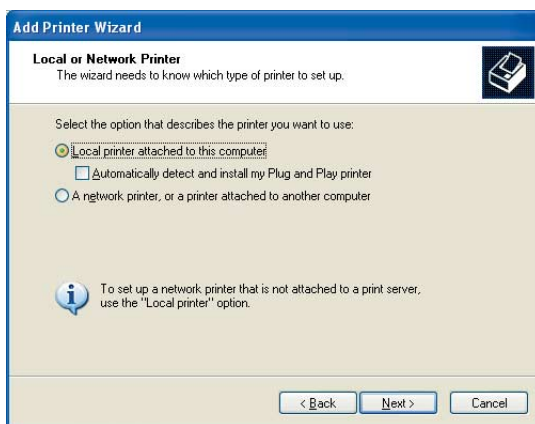 Add Printer Wizard
Local or Network Printer
The wizard needs to know which type of printer to set up.
Select the option that describes the printer you want to use:
Local printer attached to this computer
Automatically detect and install my Plug and Play printer
A network printer, or a printer attached to another computer
To set up a network printer that is not attached to a print server,
use the "Local printer" option.
< Back
Next >
Cancel